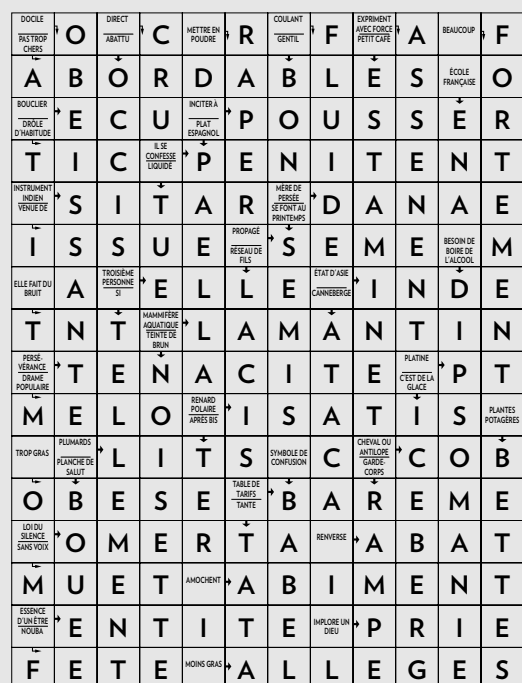 DOCILE
PAS TROP CHERS
O
DIRECT
ABATTU
C
METTRE EN POUDRE
R
COULANT
GENTIL
F
EXPRIMENT AVEC FORCE
PETIT CAFÉ
A
BEAUCOUP
F
A B O R D A B L E S
ÉCOLE FRANÇAISE
O
BOUCLIER
DRÔLE D'HABITUDE
E C U
INCITER À
PLAT ESPAGNOL
P O U S S E R
T I C
IL SE CONFESSE
LIQUIDE
P E N I T E N T
INSTRUMENT INDIEN
VENUE DE
S I T A R
MÈRE DE PERSÉE
SE FONT AU PRINTEMPS
D A N A E
I S S U E
PROPAGÉ
RÉSEAU DE FILS
S E M E
BESOIN DE BOIRE DE L'ALCOOL
M
ELLE FAIT DU BRUIT
A
TROISIÈME PERSONNE
SI
E L L E
ÉTAT D'ASIE
CANNEBERGE
I N D E
T N T
MAMMIFÈRE AQUATIQUE
TEINTE DE BRUN
L A M A N T I N
PERSÉ-
VÉRANCE
DRAME POPULAIRE
T E N A C I T E
PLATINE
C'EST DE LA GLACE
P T
M E L O
RENARD POLAIRE
APRÈS BIS
I S A T I S
PLANTES POTAGÈRES
TROP GRAS
PLUMARDS
PLANCHE DE SALUT
L I T S
SYMBOLE DE CONFUSION
C
CHEVAL OU ANTILOPE
GARDE-
CORPS
C O B
O B E S E
TABLE DE TARIFS
TANTE
B A R E M E
LOI DU SILENCE
SANS VOIX
O M E R T A
RENVERSE
A B A T
M U E T
AMOCHENT
A B I M E N T
ESSENCE D'UN ÊTRE
NOUBA
E N T I T E
IMPLORE UN DIEU
P R I E
F E T E
MOINS GRAS
A L L E G E S